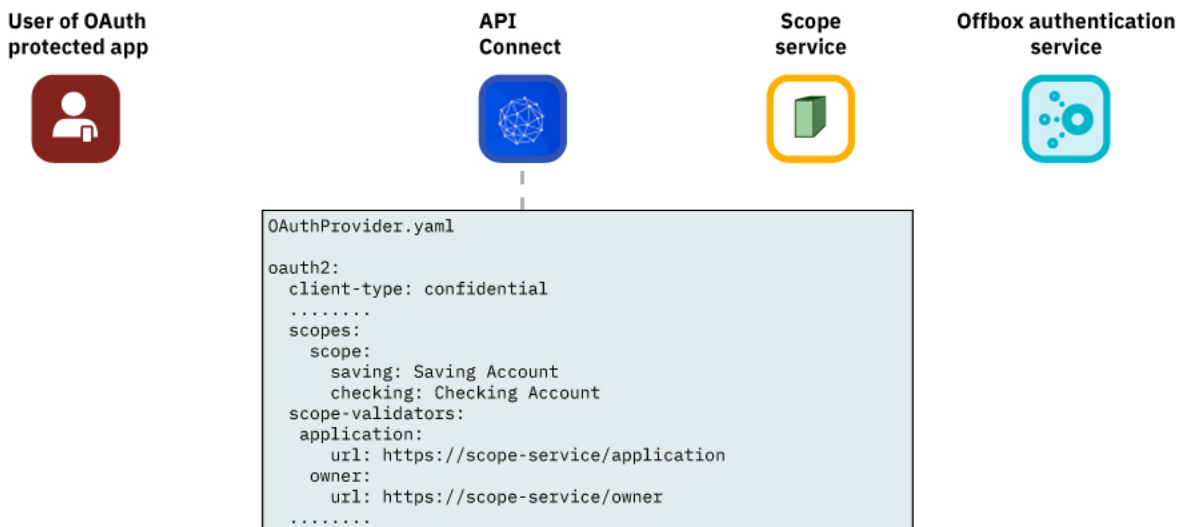 User of OAuth
protected app
API
Connect
Scope
service
Offbox authentication
service
OAuthProvider.yaml
oauth2:
  client-type: confidential
  ........
  scopes:
    scope:
      saving: Saving Account
      checking: Checking Account
  scope-validators:
   application:
      url: https://scope-service/application
    owner:
      url: https://scope-service/owner
  ........